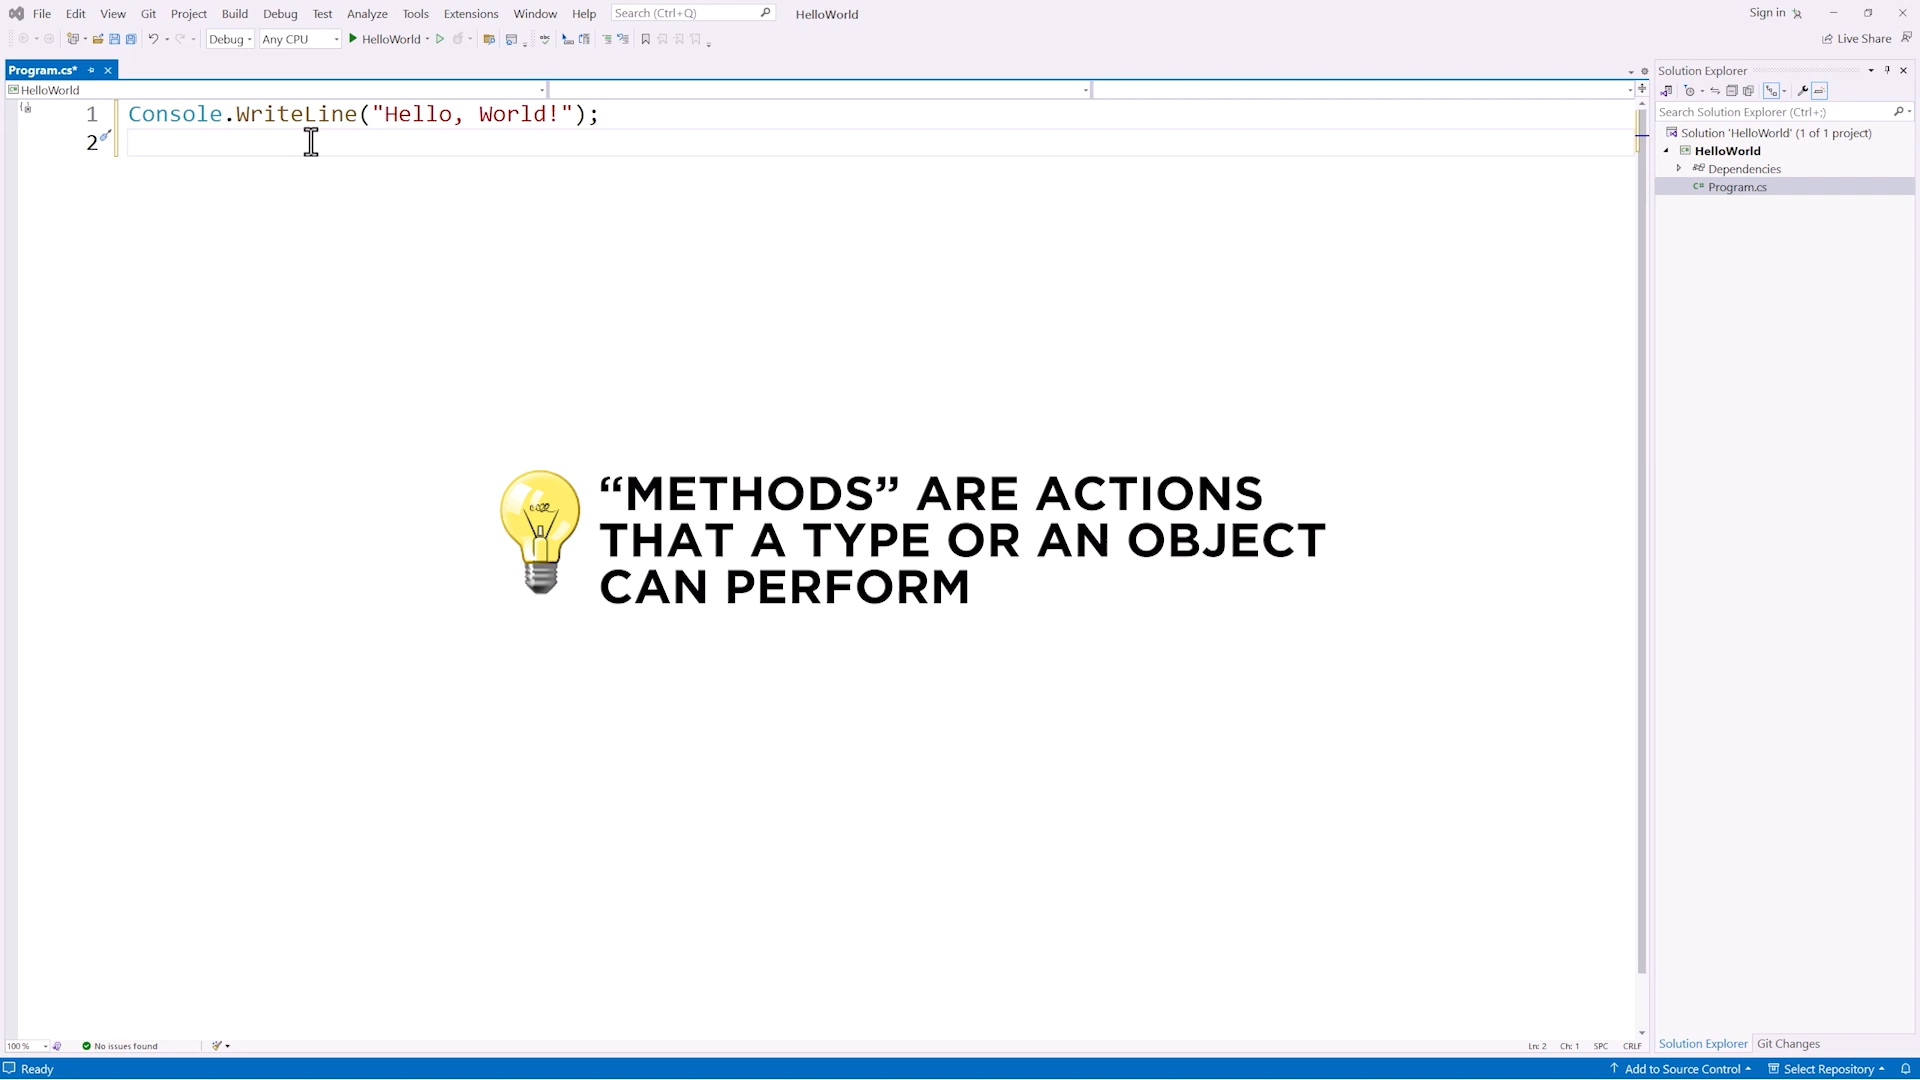 File Edit View Git Project Build Debug Test Analyze Tools Extensions Window Help Search (Ctrl+Q) HelloWorld Sign in
Debug Any CPU HelloWorld Live Share
Program.cs*
HelloWorld
1 Console.WriteLine("Hello, World!");
2
Solution Explorer
Search Solution Explorer (Ctrl+;)
Solution 'HelloWorld' (1 of 1 project)
HelloWorld
Dependencies
C# Program.cs
“METHODS” ARE ACTIONS
THAT A TYPE OR AN OBJECT
CAN PERFORM
100 % No issues found Ln: 2 Ch: 1 SPC CRLF
Solution Explorer Git Changes
Ready Add to Source Control Select Repository